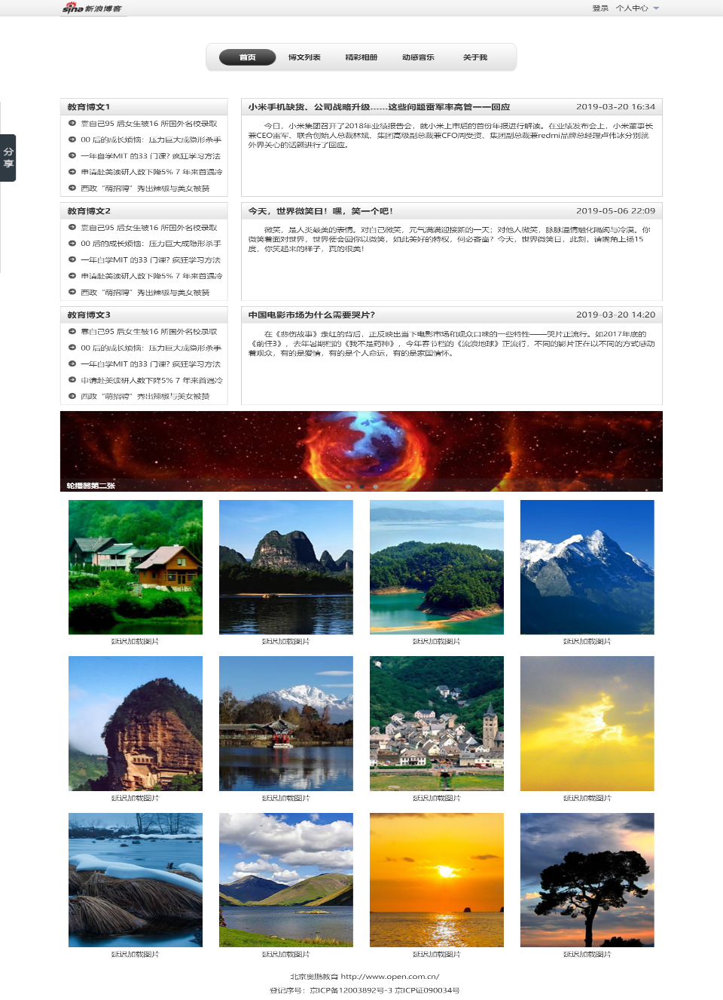 sina 新浪博客
登录 个人中心
首页 博文列表 精彩相册 动感音乐 关于我
分享
教育博文1
靠自己95 后女生被16 所国外名校录取
00 后的成长烦恼：压力巨大成隐形杀手
一年自学MIT 的33 门课? 疯狂学习方法
申请赴美读研人数下降5% 7 年来首遇冷
西政“萌招聘”秀出辣椒与美女被赞
小米手机缺货、公司战略升级......这些问题雷军率高管一一回应 2019-03-20 16:34
今日，小米集团召开了2018年业绩报告会，就小米上市后的首份年报进行解读。在业绩发布会上，小米董事长
兼CEO雷军、联合创始人总裁林斌、集团高级副总裁兼CFO周受资、集团副总裁兼redmi品牌总经理卢伟冰分别就
外界关心的话题进行了回应。
教育博文2
靠自己95 后女生被16 所国外名校录取
00 后的成长烦恼：压力巨大成隐形杀手
一年自学MIT 的33 门课? 疯狂学习方法
申请赴美读研人数下降5% 7 年来首遇冷
西政“萌招聘”秀出辣椒与美女被赞
今天，世界微笑日！嘿，笑一个吧！ 2019-05-06 22:09
微笑，是人类最美的表情。对自己微笑，元气满满迎接新的一天；对他人微笑，脉脉温情融化隔阂与冷漠。你
微笑着面对世界，世界便会回你以微笑，如此美好的特权，何必吝啬？今天，世界微笑日，此刻，请嘴角上扬15
度，你笑起来的样子，真的很美！
教育博文3
靠自己95 后女生被16 所国外名校录取
00 后的成长烦恼：压力巨大成隐形杀手
一年自学MIT 的33 门课? 疯狂学习方法
申请赴美读研人数下降5% 7 年来首遇冷
西政“萌招聘”秀出辣椒与美女被赞
中国电影市场为什么需要哭片? 2019-03-20 14:20
在《悲伤故事》走红的背后，正反映出当下电影市场和观众口味的一些特性——哭片正流行。如2017年底的
《前任3》，去年暑期档的《我不是药神》，今年春节档的《流浪地球》正流行，不同的影片正在以不同的方式感动
着观众，有的是爱情，有的是个人命运，有的是家国情怀。
轮播器第二张
延迟加载图片 延迟加载图片 延迟加载图片 延迟加载图片
延迟加载图片 延迟加载图片 延迟加载图片 延迟加载图片
延迟加载图片 延迟加载图片 延迟加载图片 延迟加载图片
北京奥鹏教育 http://www.open.com.cn/
登记序号：京ICP备12003892号-3 京ICP证090034号